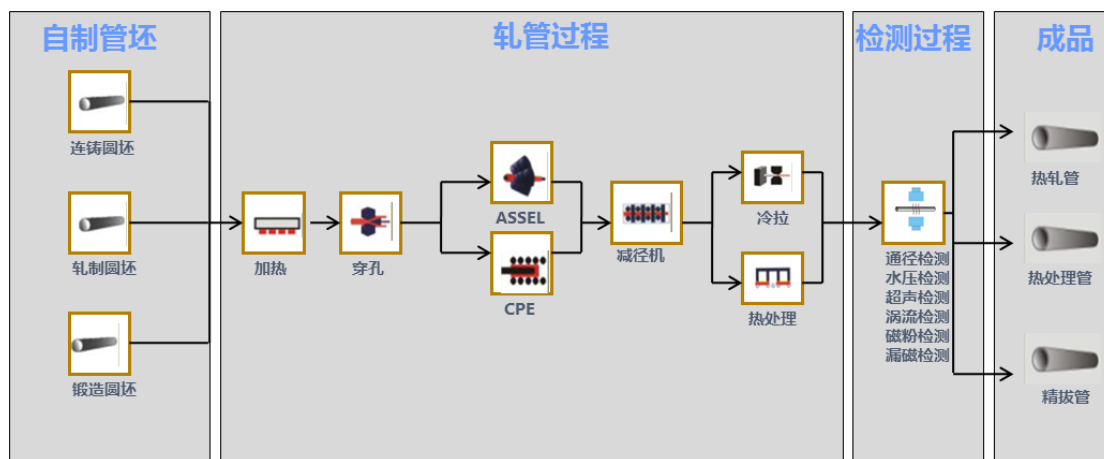 自制管坯
轧管过程
检测过程
成品
连铸圆坯
轧制圆坯
锻造圆坯
加热
穿孔
ASSEL
CPE
减径机
冷拉
热处理
通径检测
水压检测
超声检测
涡流检测
磁粉检测
漏磁检测
热轧管
热处理管
精拔管